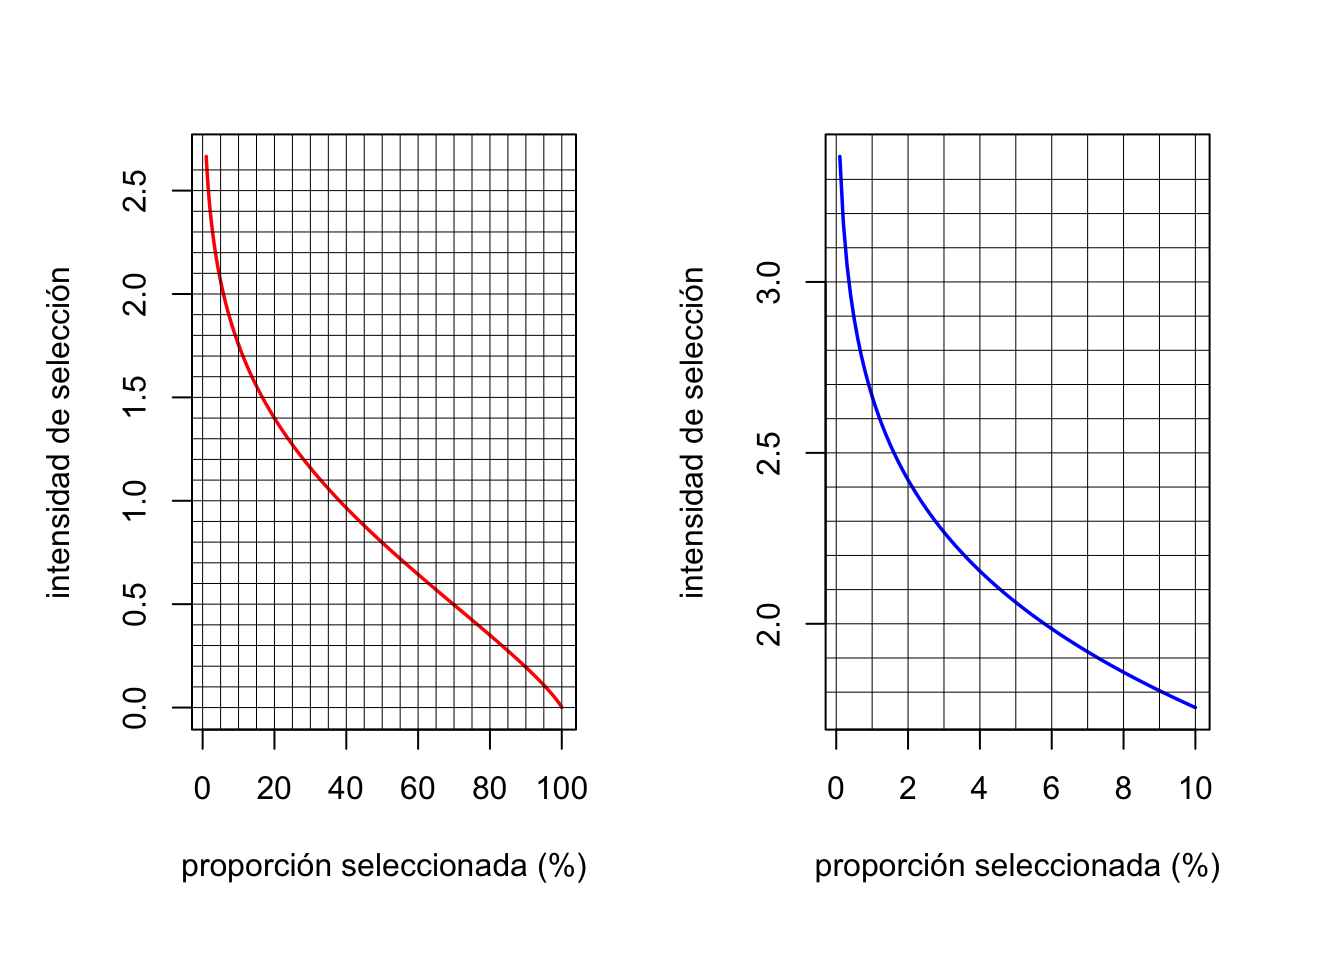 intensidad de selección
2.5
2.0
1.5
1.0
0.5
0.0
0 20 40 60 80 100
proporción seleccionada (%)
intensidad de selección
3.0
2.5
2.0
0 2 4 6 8 10
proporción seleccionada (%)